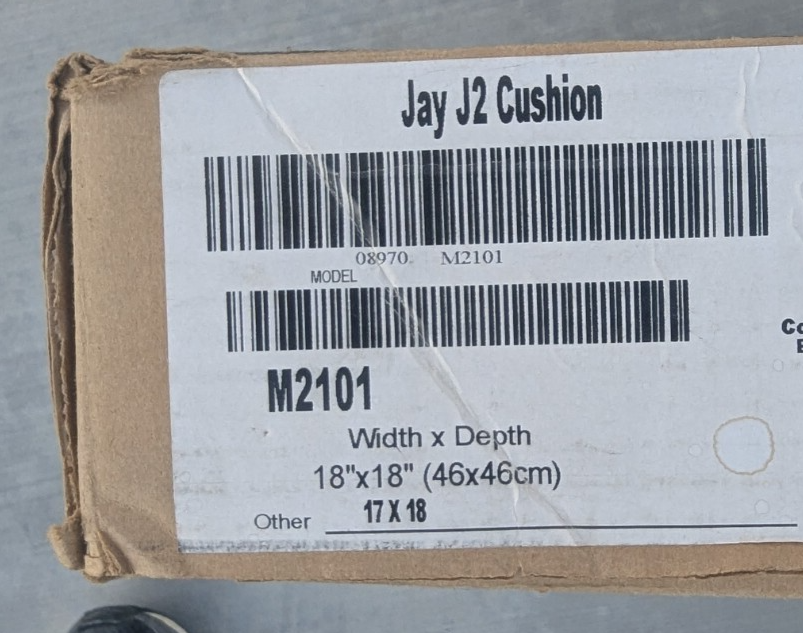 Jay J2 Cushion
08970 M2101
MODEL
M2101
Width x Depth
18"x18" (46x46cm)
Other 17 X 18